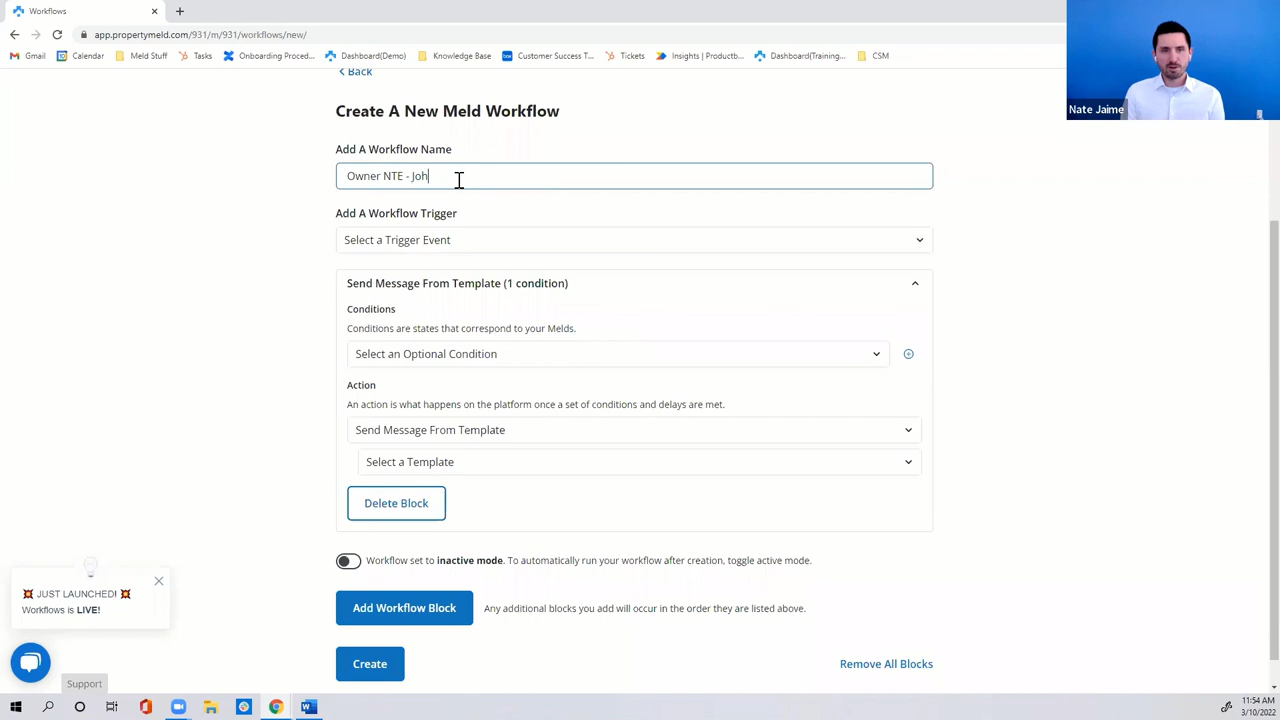 Workflows
app.propertymeld.com/931/m/931/workflows/new/
Gmail Calendar Meld Stuff Tasks Onboarding Proced... Dashboard(Demo) Knowledge Base Customer Success T... Tickets Insights | Productb... Dashboard(Training... CSM
Nate Jaime
Back
Create A New Meld Workflow
Add A Workflow Name
Owner NTE - Joh
Add A Workflow Trigger
Select a Trigger Event
Send Message From Template (1 condition)
Conditions
Conditions are states that correspond to your Melds.
Select an Optional Condition
Action
An action is what happens on the platform once a set of conditions and delays are met.
Send Message From Template
Select a Template
Delete Block
Workflow set to inactive mode. To automatically run your workflow after creation, toggle active mode.
JUST LAUNCHED!
Workflows is LIVE!
Add Workflow Block Any additional blocks you add will occur in the order they are listed above.
Create Remove All Blocks
Support
11:54 AM
3/10/2022